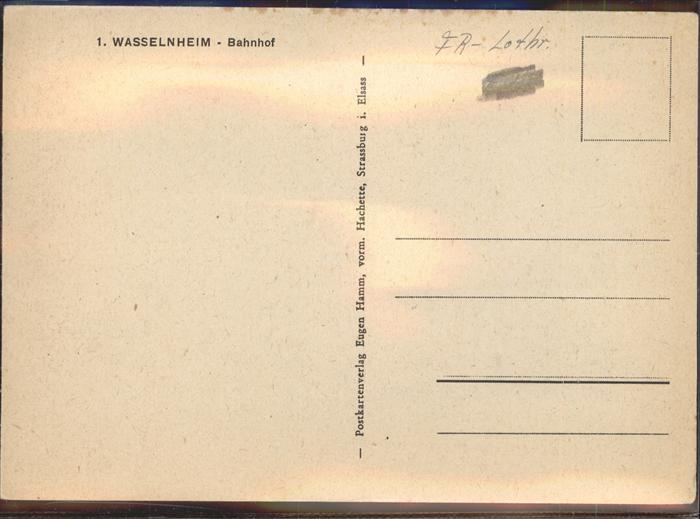 1. WASSELNHEIM - Bahnhof
FR- Lothr.
— Postkartenverlag Eugen Hamm, vorm. Hachette, Strassburg i. Elsass —